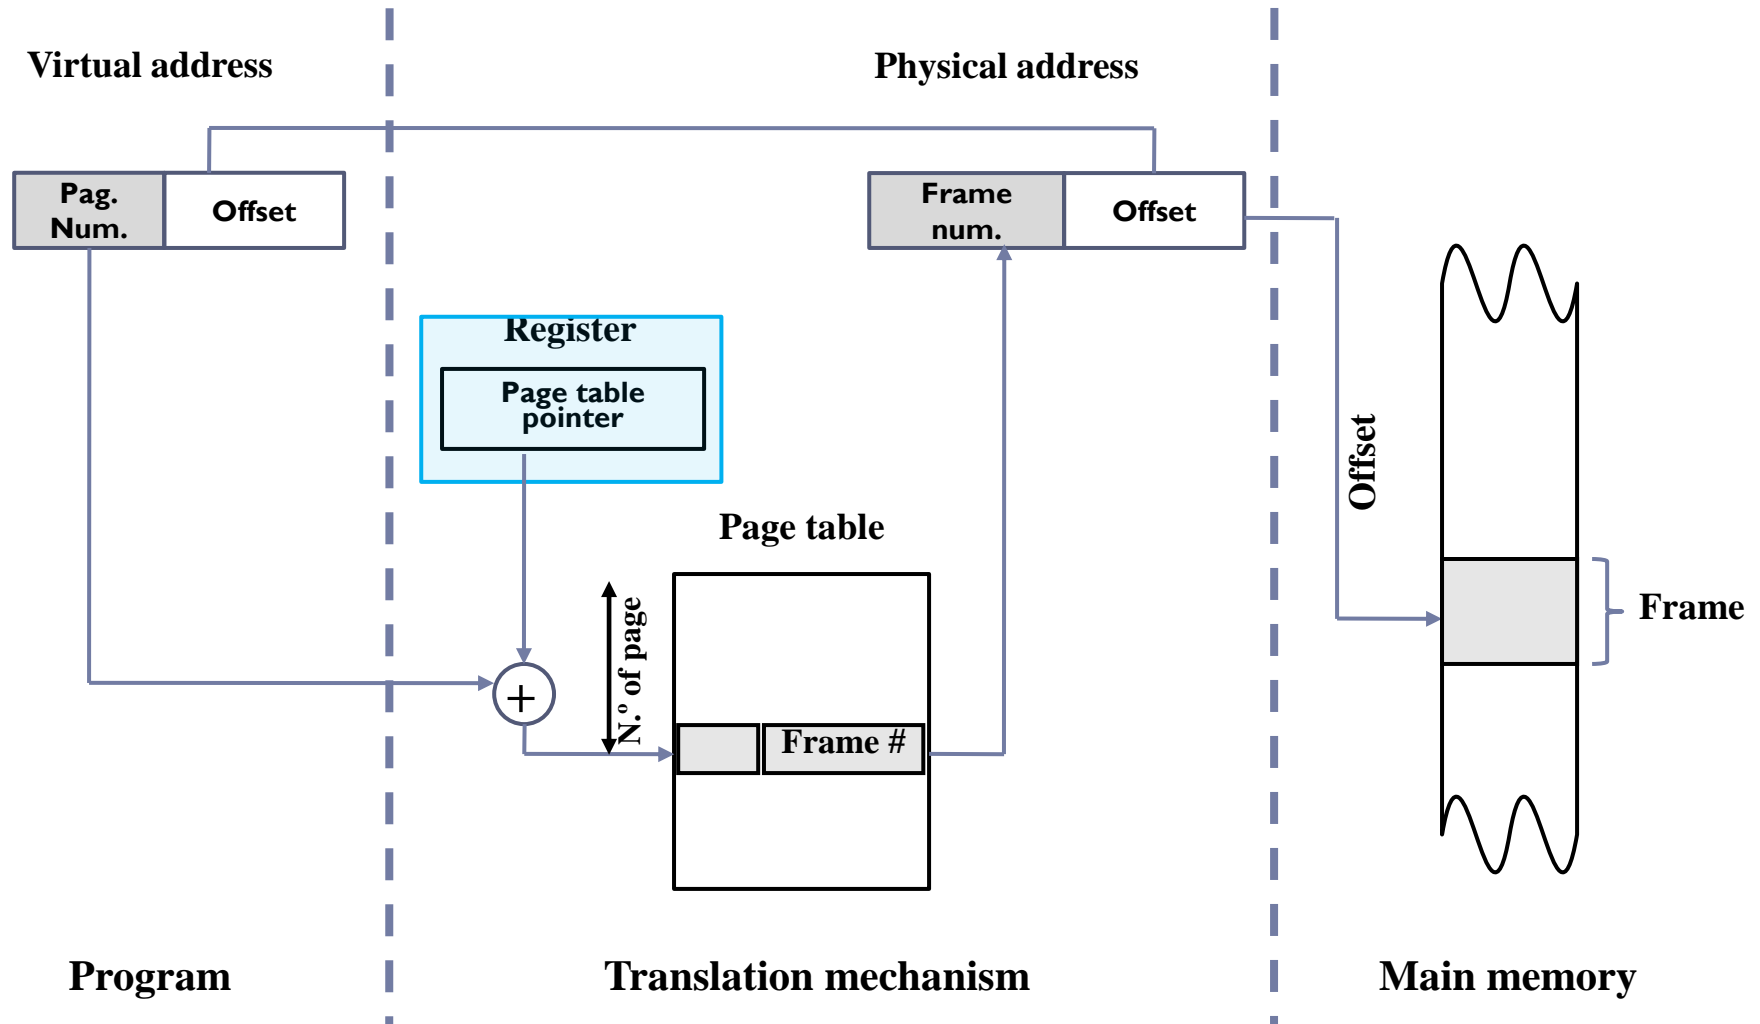 Virtual address
Physical address
Pag.
Num.
Offset
Frame
num.
Offset
Register
Page table
pointer
Offset
Page table
N.º of page
Frame
+
Frame #
Program
Translation mechanism
Main memory